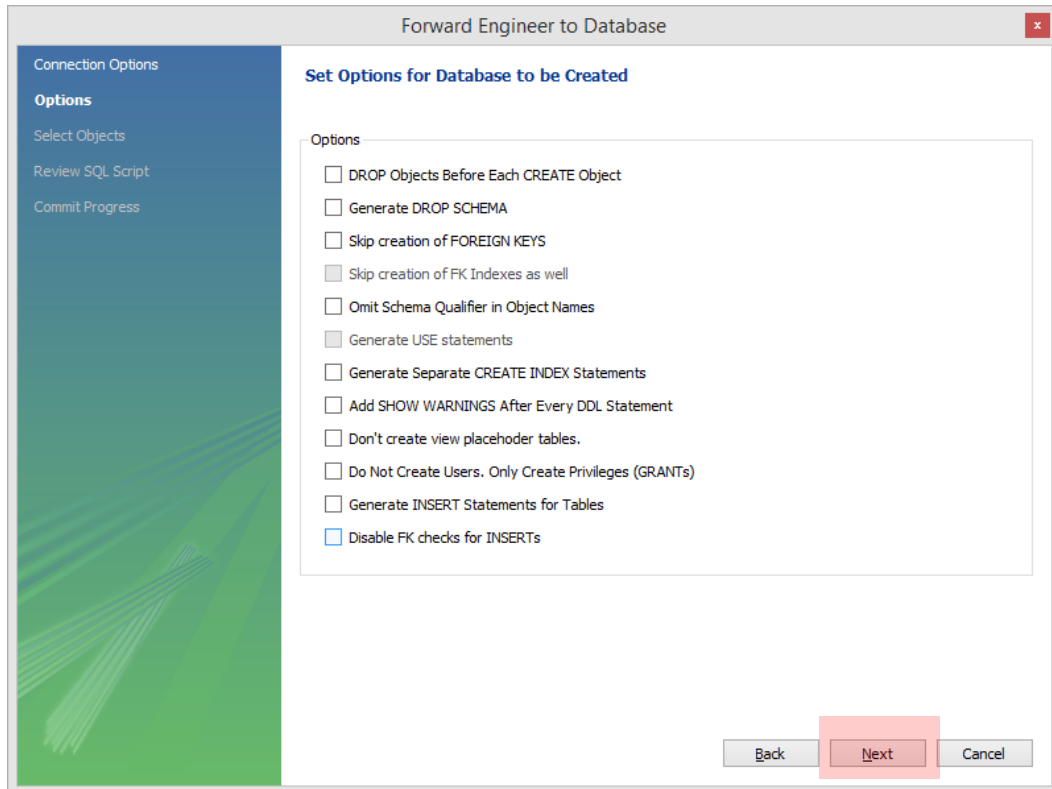 Forward Engineer to Database
x
Connection Options
Options
Select Objects
Review SQL Script
Commit Progress
Set Options for Database to be Created
Options
DROP Objects Before Each CREATE Object
Generate DROP SCHEMA
Skip creation of FOREIGN KEYS
Skip creation of FK Indexes as well
Omit Schema Qualifier in Object Names
Generate USE statements
Generate Separate CREATE INDEX Statements
Add SHOW WARNINGS After Every DDL Statement
Don't create view placehoder tables.
Do Not Create Users. Only Create Privileges (GRANTs)
Generate INSERT Statements for Tables
Disable FK checks for INSERTs
Back Next Cancel